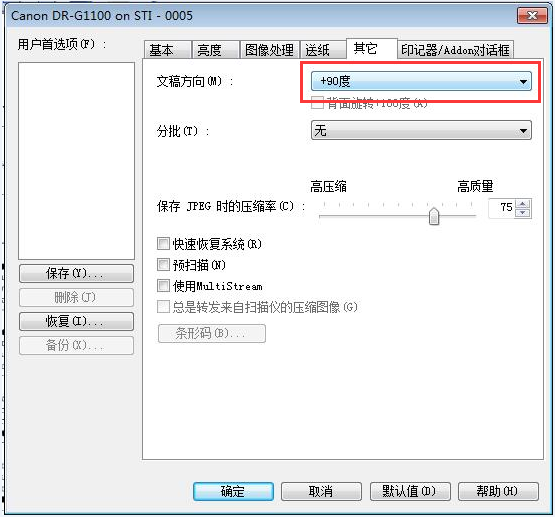 Canon DR-G1100 on STI - 0005
用户首选项(F) :
基本 亮度 图像处理 送纸 其它 印记器/Addon对话框
文稿方向(M) :
+90度
背面旋转+180度(A)
分批(T) :
无
高压缩 高质量
保存 JPEG 时的压缩率(C) :
75
快速恢复系统(R)
预扫描(N)
使用MultiStream
总是转发来自扫描仪的压缩图像(G)
条形码(B)...
保存(Y)...
删除(J)
恢复(I)...
备份(X)...
确定 取消 默认值(D) 帮助(H)